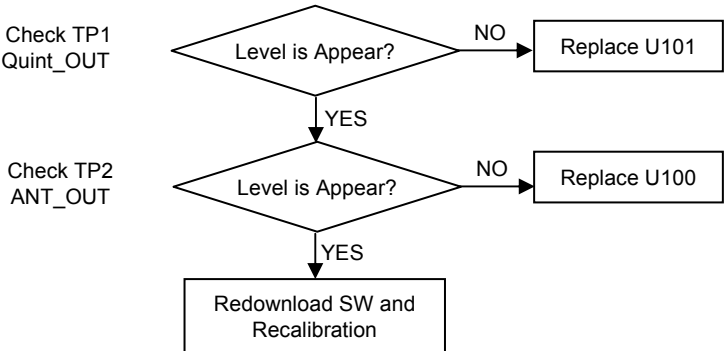 Check TP1
Quint_OUT
Level is Appear?
NO
Replace U101
YES
Check TP2
ANT_OUT
Level is Appear?
NO
Replace U100
YES
Redownload SW and
Recalibration